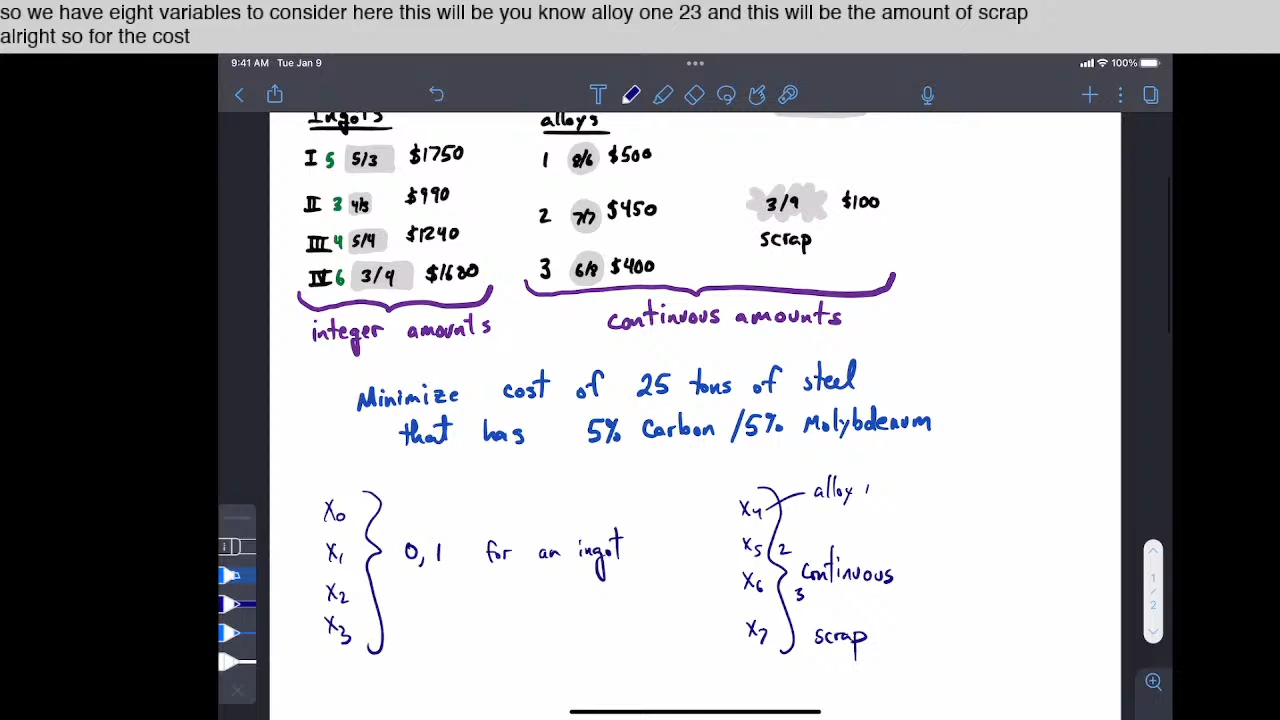 so we have eight variables to consider here this will be you know alloy one 23 and this will be the amount of scrap
alright so for the cost
9:41 AM Tue Jan 9
100%
Ingots
I 5 5/3 $1750
II 3 4/3 $990
III 4 5/4 $1240
IV 6 3/4 $1680
integer amounts
alloys
1 8/6 $500
2 7/7 $450
3 6/8 $400
3/9 $100
scrap
continuous amounts
Minimize cost of 25 tons of steel
that has 5% Carbon /5% Molybdenum
x0
x1
x2
x3
0, 1 for an ingot
x4 alloy 1
x5 2
x6 3
x7 scrap
continuous
1
/
2